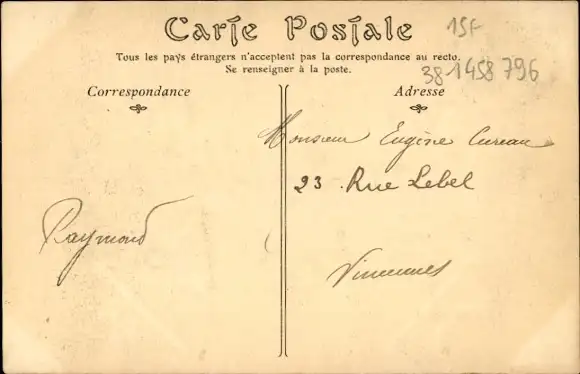 Carte Postale
15F
Tous les pays étrangers n'acceptent pas la correspondance au recto.
Se renseigner à la poste.
38 1458 796
Correspondance
Adresse
Monsieur Eugène Cureau
23 Rue Lebel
Raymond
Vincennes